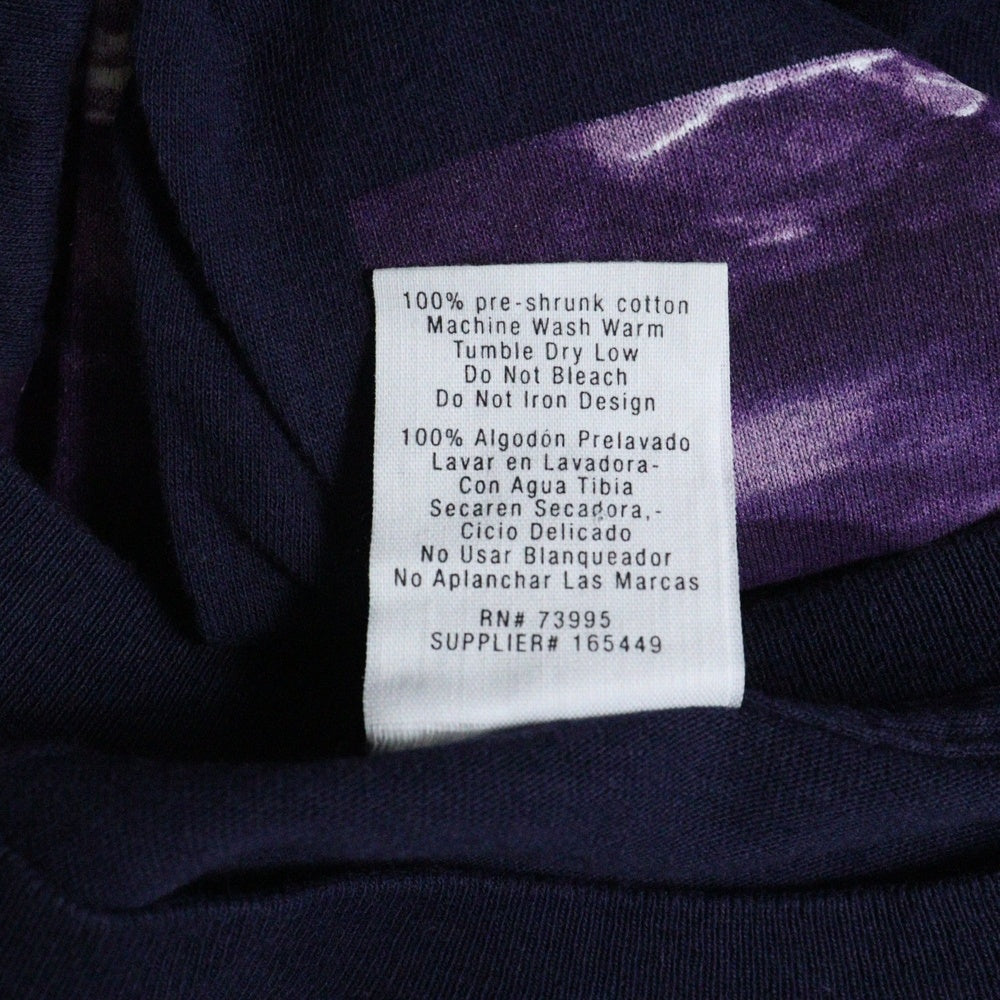 100% pre-shrunk cotton
Machine Wash Warm
Tumble Dry Low
Do Not Bleach
Do Not Iron Design
100% Algodón Prelavado
Lavar en Lavadora-
Con Agua Tibia
Secaren Secadora,-
Cicio Delicado
No Usar Blanqueador
No Aplanchar Las Marcas
RN# 73995
SUPPLIER# 165449